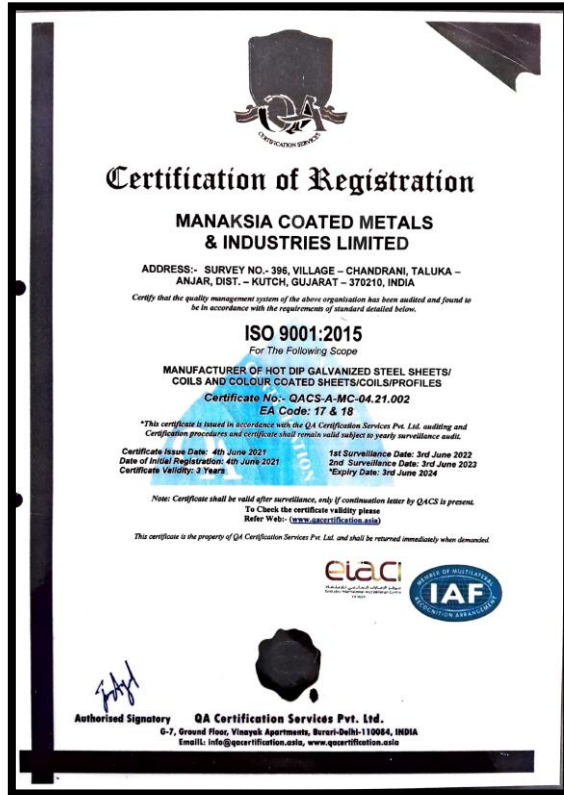 QA
CERTIFICATION SERVICES
Certification of Registration
MANAKSIA COATED METALS
& INDUSTRIES LIMITED
ADDRESS:- SURVEY NO.- 396, VILLAGE – CHANDRANI, TALUKA –
ANJAR, DIST. – KUTCH, GUJARAT – 370210, INDIA
Certify that the quality management system of the above organisation has been audited and found to
be in accordance with the requirements of standard detailed below.
ISO 9001:2015
For The Following Scope
MANUFACTURER OF HOT DIP GALVANIZED STEEL SHEETS/
COILS AND COLOUR COATED SHEETS/COILS/PROFILES
Certificate No:- QACS-A-MC-04.21.002
EA Code: 17 & 18
*This certificate is issued in accordance with the QA Certification Services Pvt. Ltd. auditing and
Certification procedures and certificate shall remain valid subject to yearly surveillance audit.
Certificate Issue Date: 4th June 2021 1st Surveillance Date: 3rd June 2022
Date of Initial Registration: 4th June 2021 2nd Surveillance Date: 3rd June 2023
Certificate Validity: 3 Years *Expiry Date: 3rd June 2024
Note: Certificate shall be valid after surveillance, only if continuation letter by QACS is present.
To Check the certificate validity please
Refer Web:- (www.qacertification.asia)
This certificate is the property of QA Certification Services Pvt. Ltd. and shall be returned immediately when demanded
eiaci
MEMBER OF MULTILATERAL
IAF
RECOGNITION ARRANGEMENT
Authorised Signatory QA Certification Services Pvt. Ltd.
G-7, Ground Floor, Vinayak Apartments, Burari-Delhi-110084, INDIA
EmailL: info@qacertification.asia, www.qacertification.asia